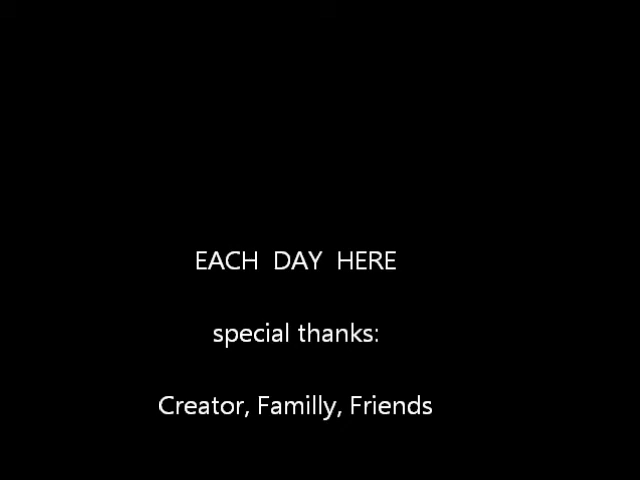 EACH DAY HERE
special thanks:
Creator, Familly, Friends